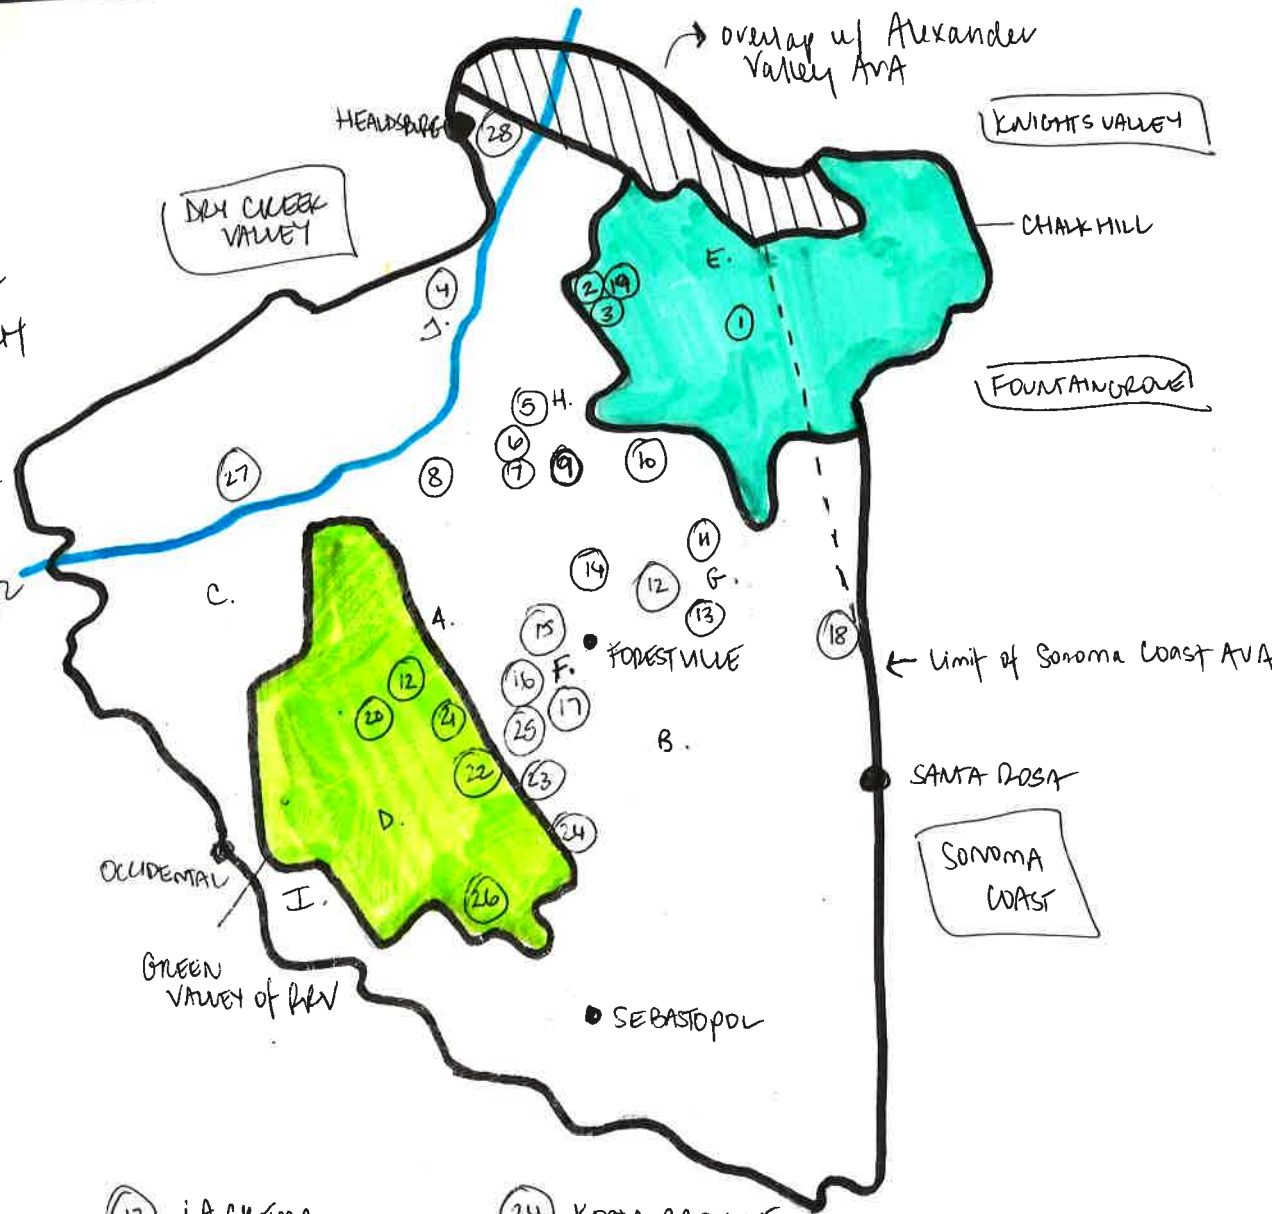 overlap w/ Alexander
Valley AVA
HEALDSBURG
28
KNIGHTS VALLEY
DRY CREEK
VALLEY
CHALK HILL
E.
2
19
3
1
4
J.
FOUNTAINGROVE
5
H.
6
7
8
9
10
27
11
14
12
G.
13
C.
A.
15
FORESTVILLE
18
← Limit of Sonoma Coast AVA
12
16
F.
17
20
21
25
B.
22
23
SANTA ROSA
D.
24
OCCIDENTAL
SONOMA
COAST
I.
26
GREEN
VALLEY of RRV
SEBASTOPOL